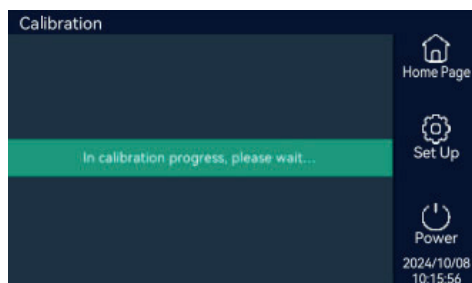 Calibration
Home Page
In calibration progress, please wait...
Set Up
Power
2024/10/08
10:15:56